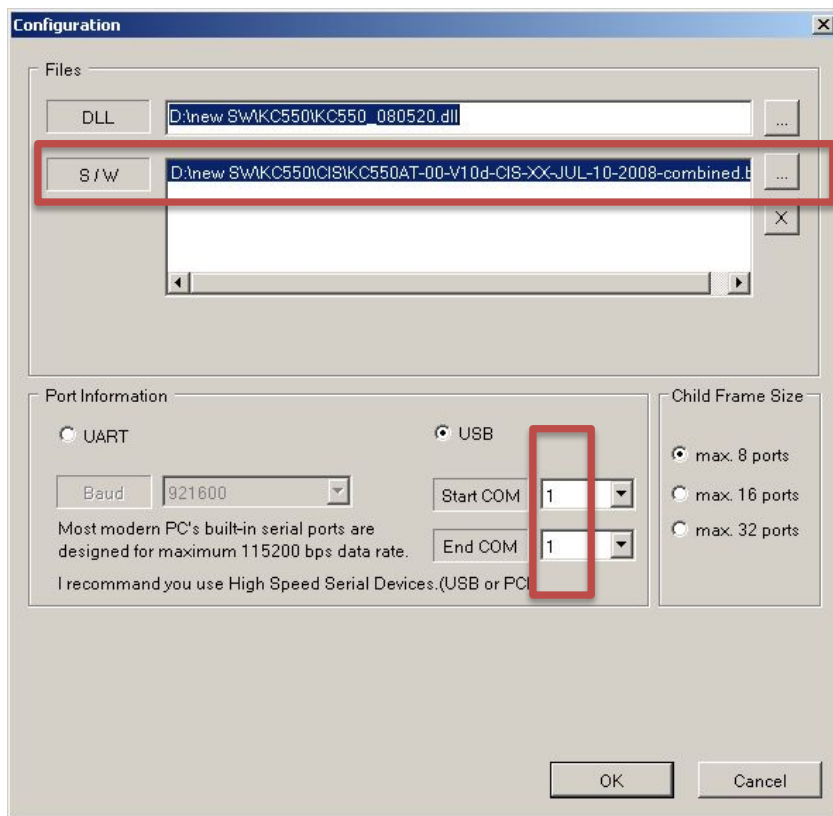 Configuration
Files
DLL
D:\new SW\KC550\KC550_080520.dll
...
S / W
D:\new SW\KC550\CIS\KC550AT-00-V10d-CIS-XX-JUL-10-2008-combined.b
...
X
Port Information
UART
USB
Baud
921600
Start COM
1
Most modern PC's built-in serial ports are
designed for maximum 115200 bps data rate.
End COM
1
I recommand you use High Speed Serial Devices.(USB or PCI
Child Frame Size
max. 8 ports
max. 16 ports
max. 32 ports
OK
Cancel